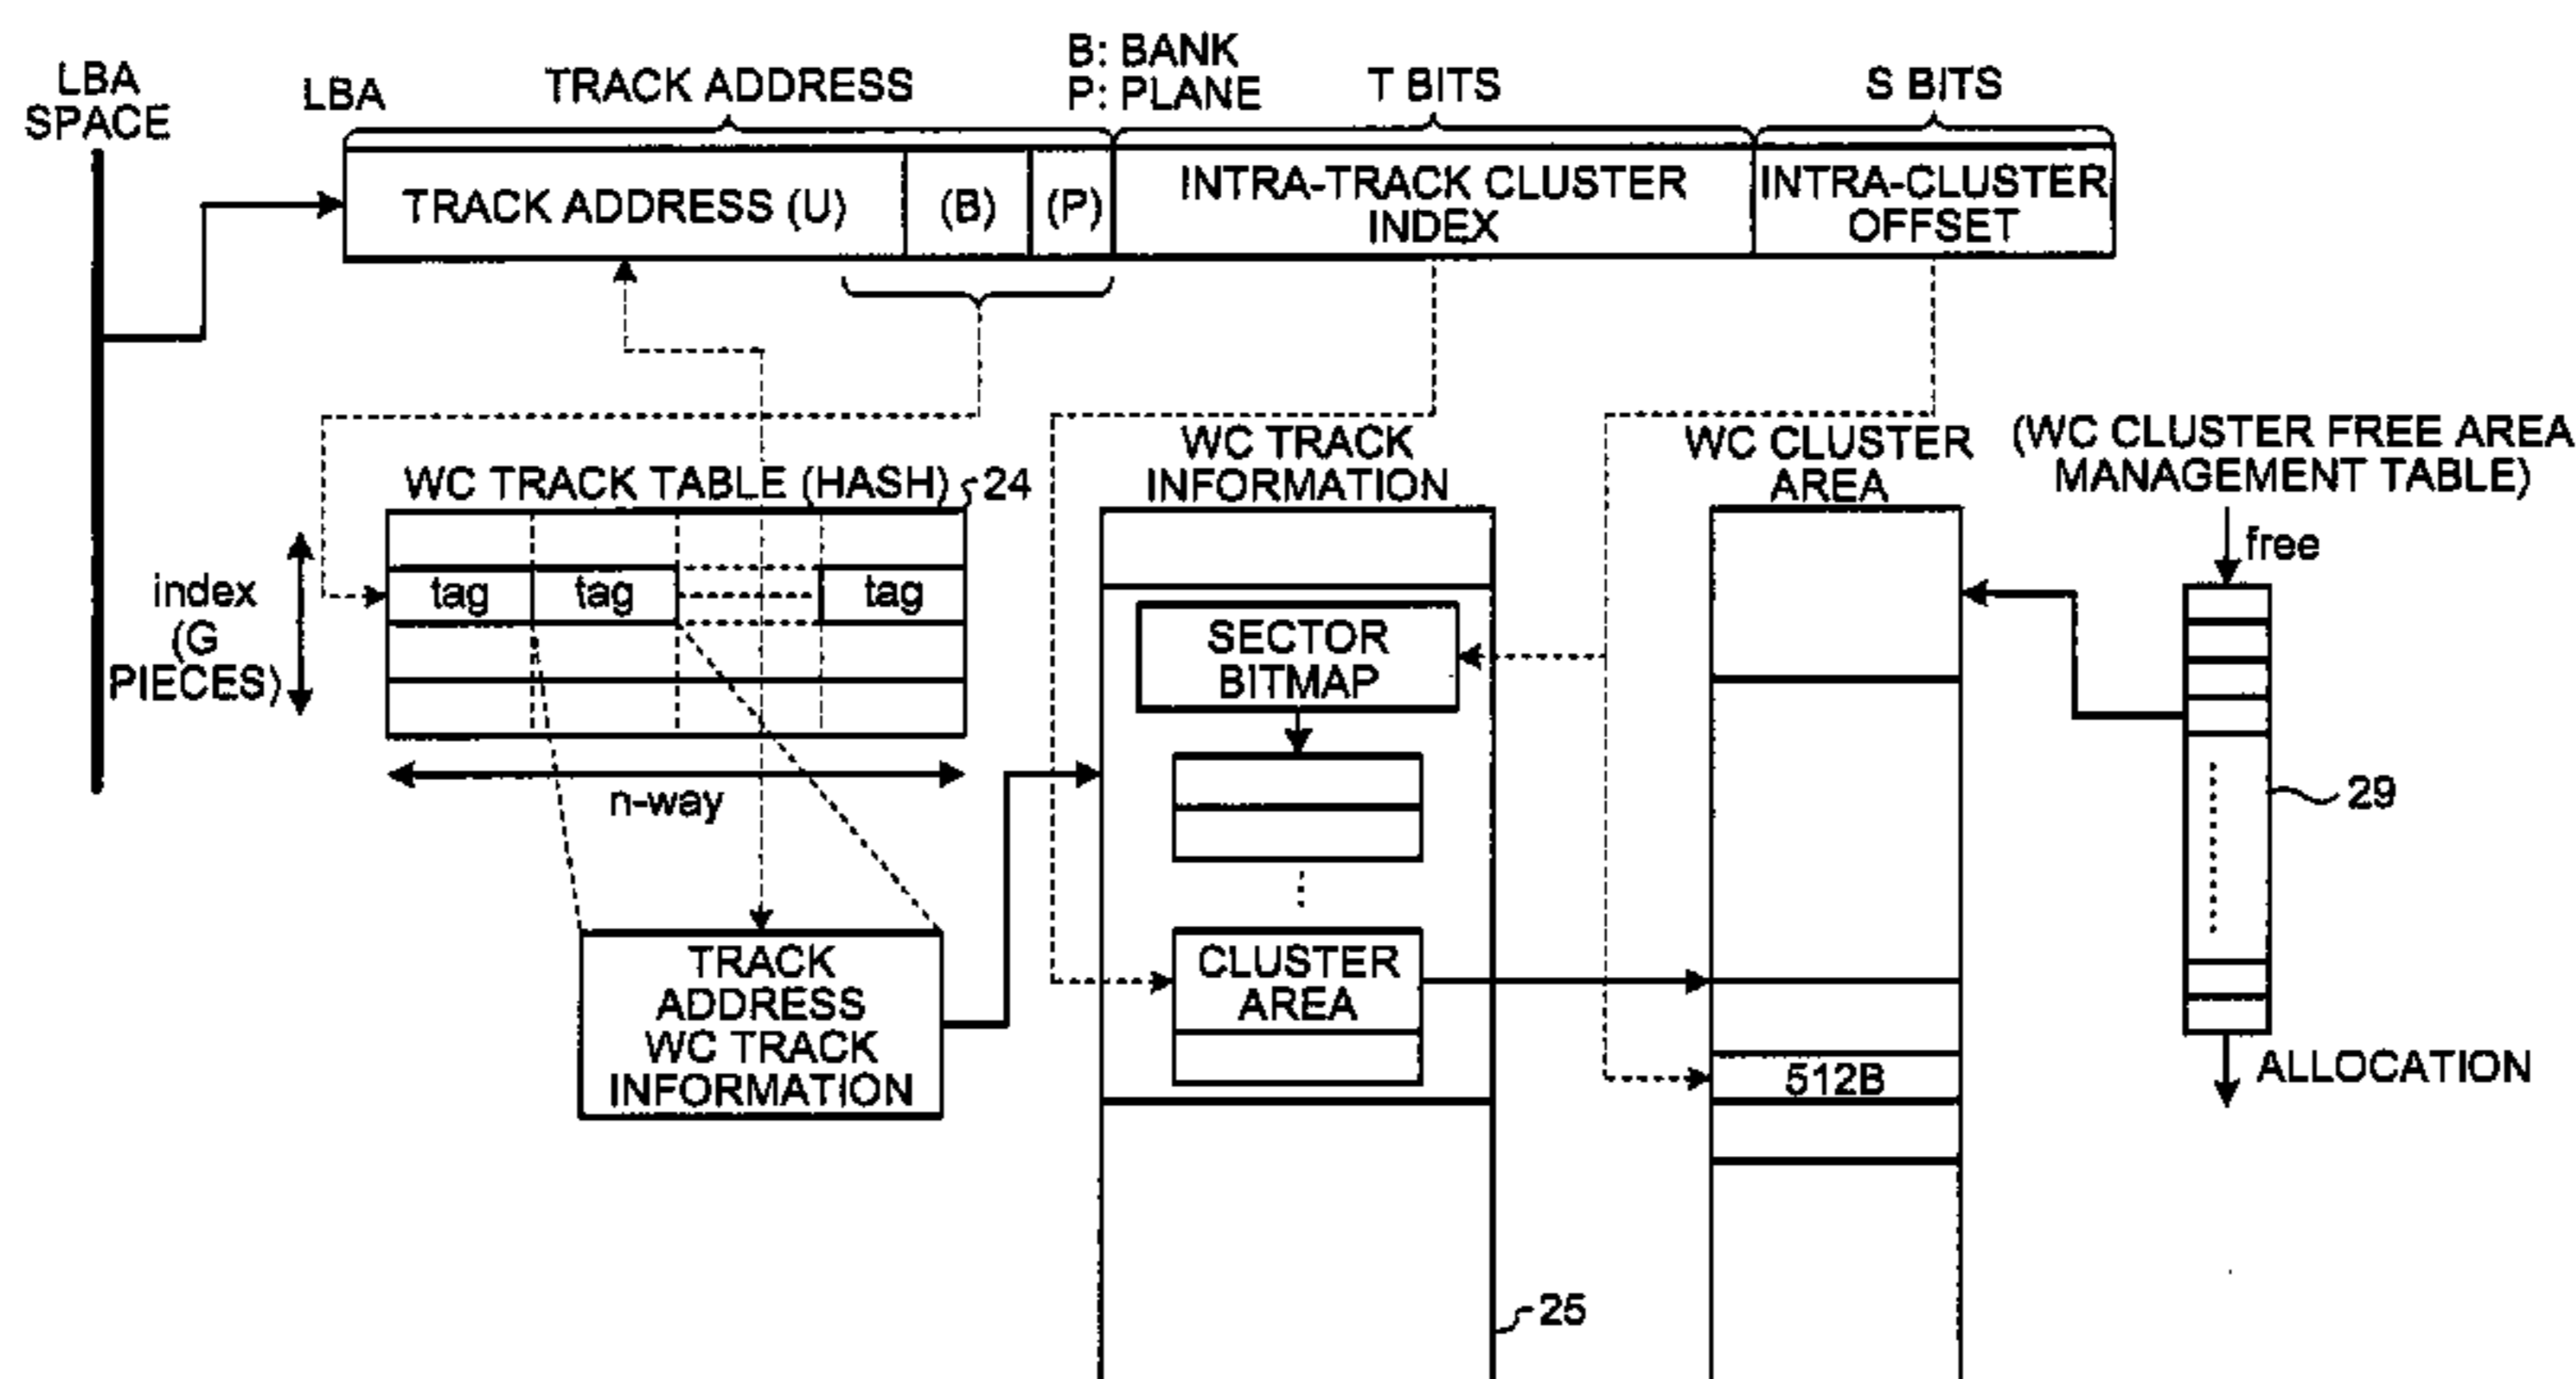 LBA
SPACE
LBA
TRACK ADDRESS
B: BANK
P: PLANE
T BITS
S BITS
TRACK ADDRESS (U)
(B)
(P)
INTRA-TRACK CLUSTER
INDEX
INTRA-CLUSTER
OFFSET
WC TRACK TABLE (HASH)
24
index
(G
PIECES)
tag
tag
tag
n-way
TRACK
ADDRESS
WC TRACK
INFORMATION
WC TRACK
INFORMATION
SECTOR
BITMAP
CLUSTER
AREA
25
WC CLUSTER
AREA
512B
(WC CLUSTER FREE AREA
MANAGEMENT TABLE)
free
29
ALLOCATION